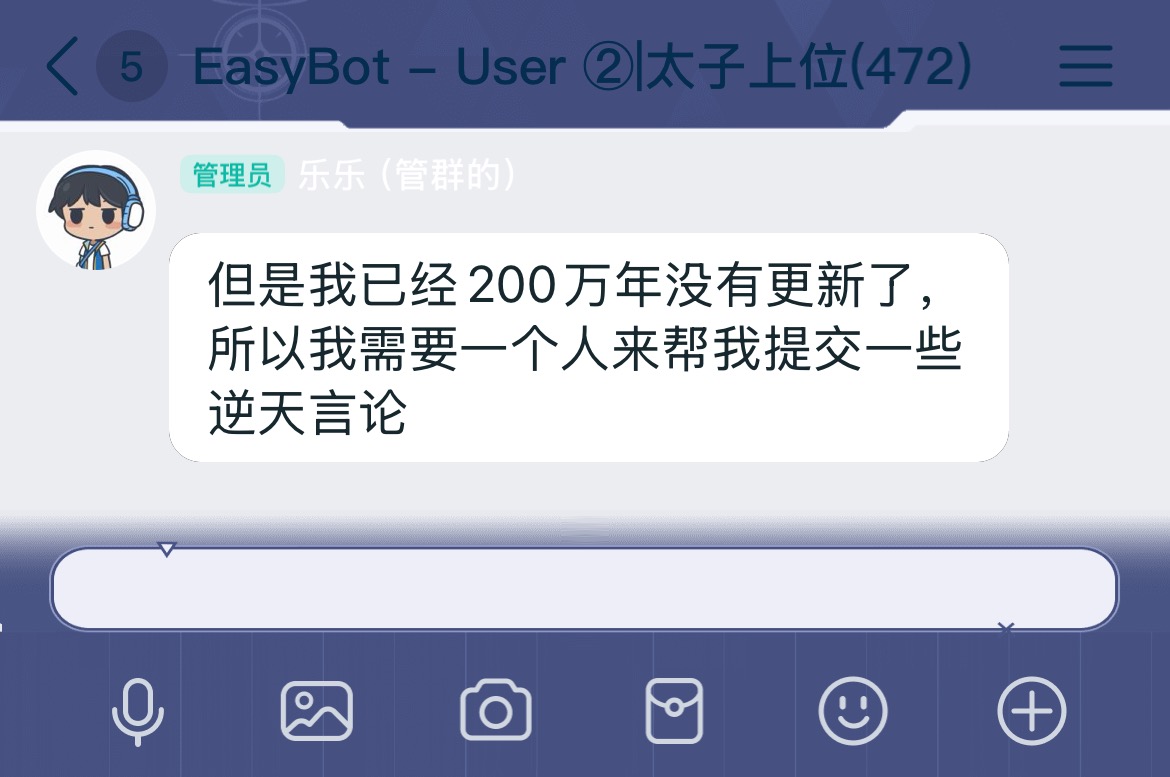 5 EasyBot – User ②|太子上位(472)
管理员 乐乐（管群的）
但是我已经200万年没有更新了，
所以我需要一个人来帮我提交一些
逆天言论